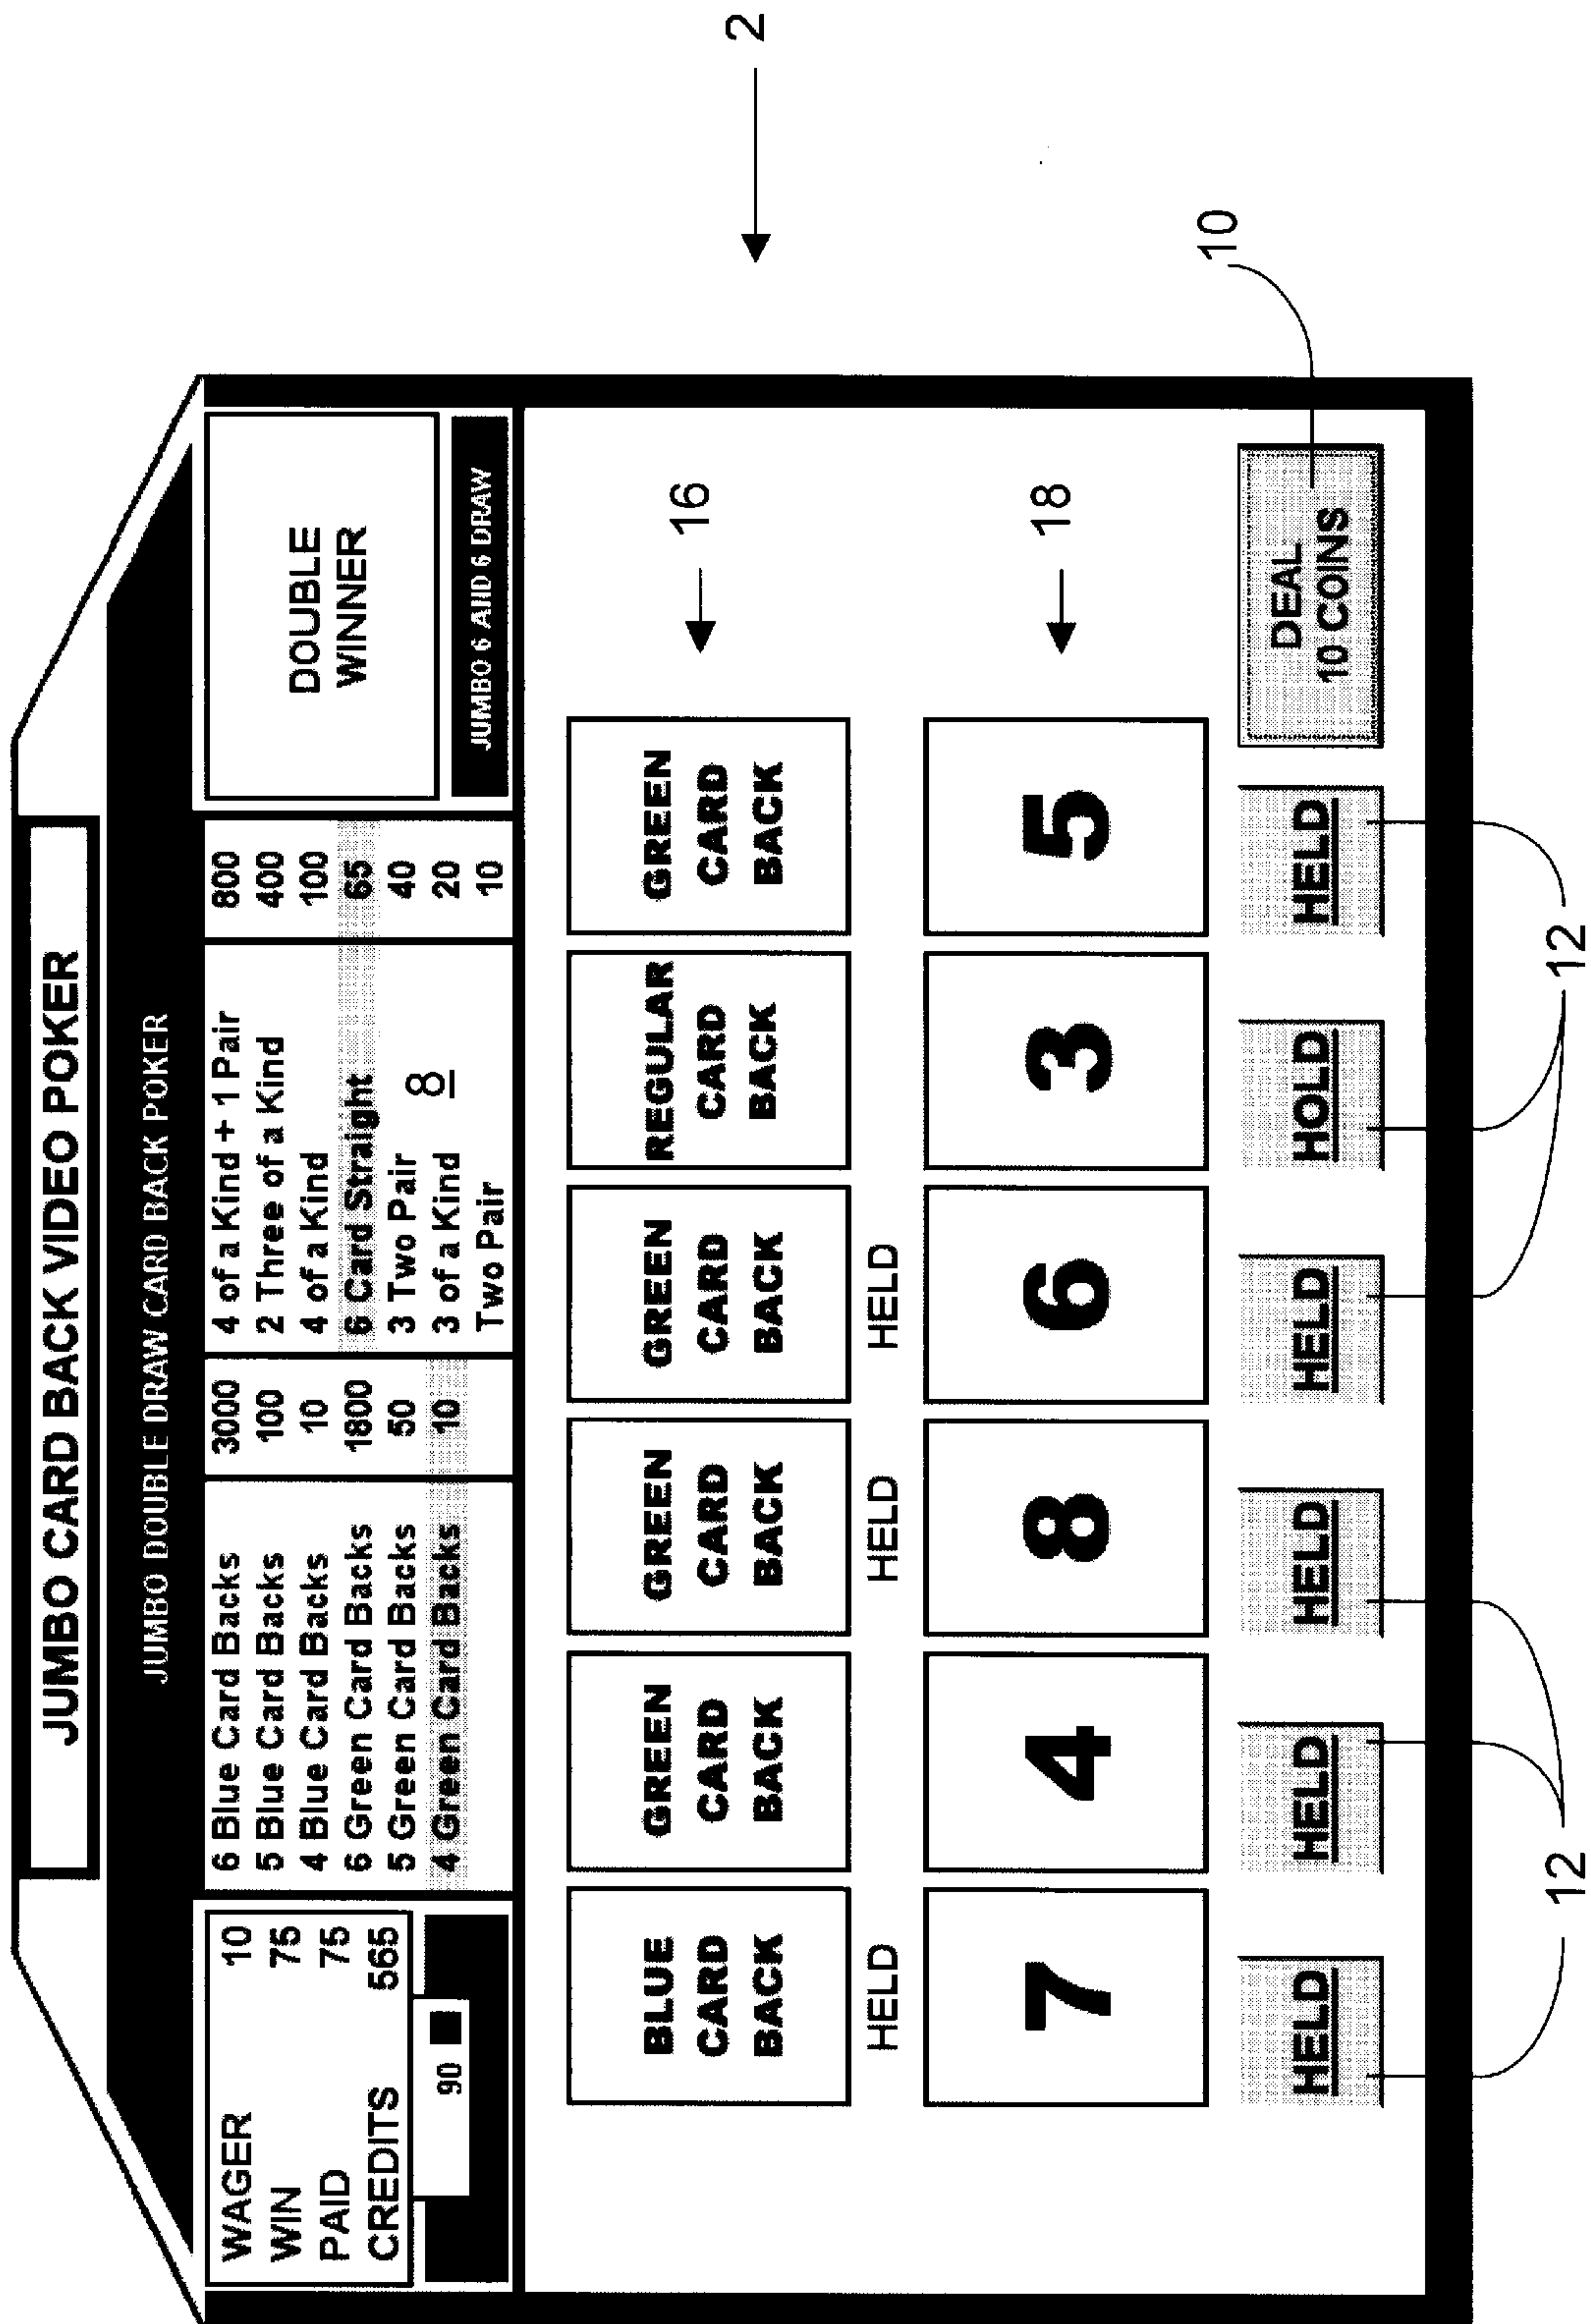 JUMBO CARD BACK VIDEO POKER
JUMBO DOUBLE DRAW CARD BACK POKER
WAGER 10
WIN 75
PAID 75
CREDITS 565
90
6 Blue Card Backs 3000
5 Blue Card Backs 100
4 Blue Card Backs 10
6 Green Card Backs 1800
5 Green Card Backs 50
4 Green Card Backs 10
4 of a Kind + 1 Pair 800
2 Three of a Kind 400
4 of a Kind 100
6 Card Straight 65
3 Two Pair 40
3 of a Kind 20
Two Pair 10
8
DOUBLE
WINNER
JUMBO 6 AND 6 DRAW
BLUE
CARD
BACK
GREEN
CARD
BACK
GREEN
CARD
BACK
GREEN
CARD
BACK
REGULAR
CARD
BACK
GREEN
CARD
BACK
16
2
HELD HELD HELD
7 4 8 6 3 5
18
HELD HELD HELD HELD HOLD HELD
DEAL
10 COINS
10
12 12